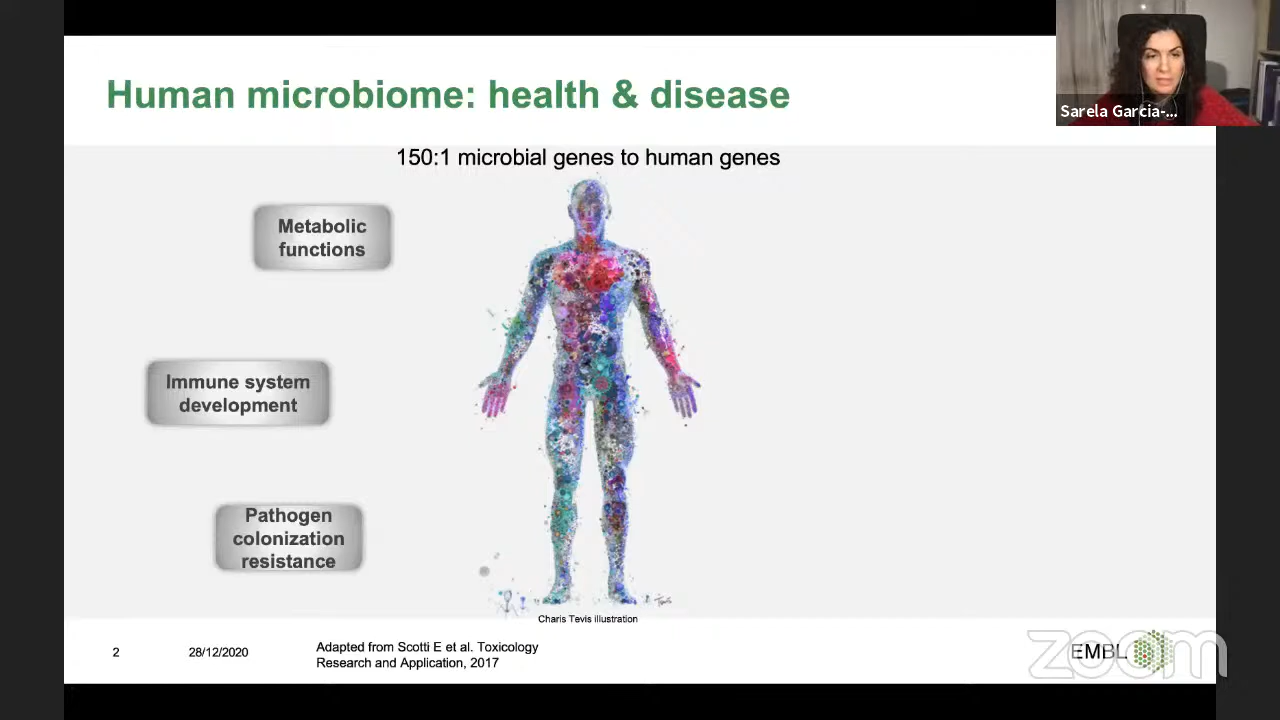 Human microbiome: health & disease
Sarela Garcia-...
150:1 microbial genes to human genes
Metabolic
functions
Immune system
development
Pathogen
colonization
resistance
Charis Tevis illustration
2
28/12/2020
Adapted from Scotti E et al. Toxicology
Research and Application, 2017
EMBL
zoom